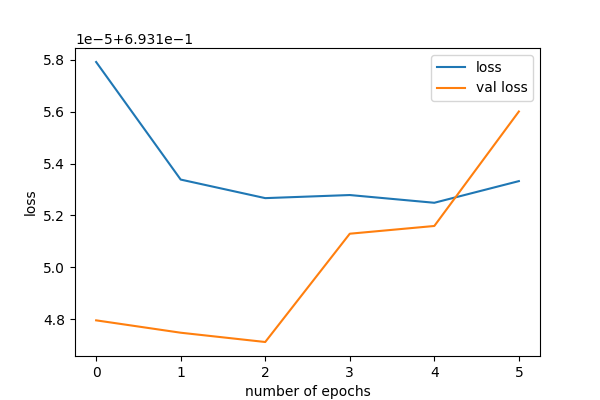 1e−5+6.931e−1
loss
val loss
5.8
5.6
5.4
5.2
5.0
4.8
loss
0 1 2 3 4 5
number of epochs